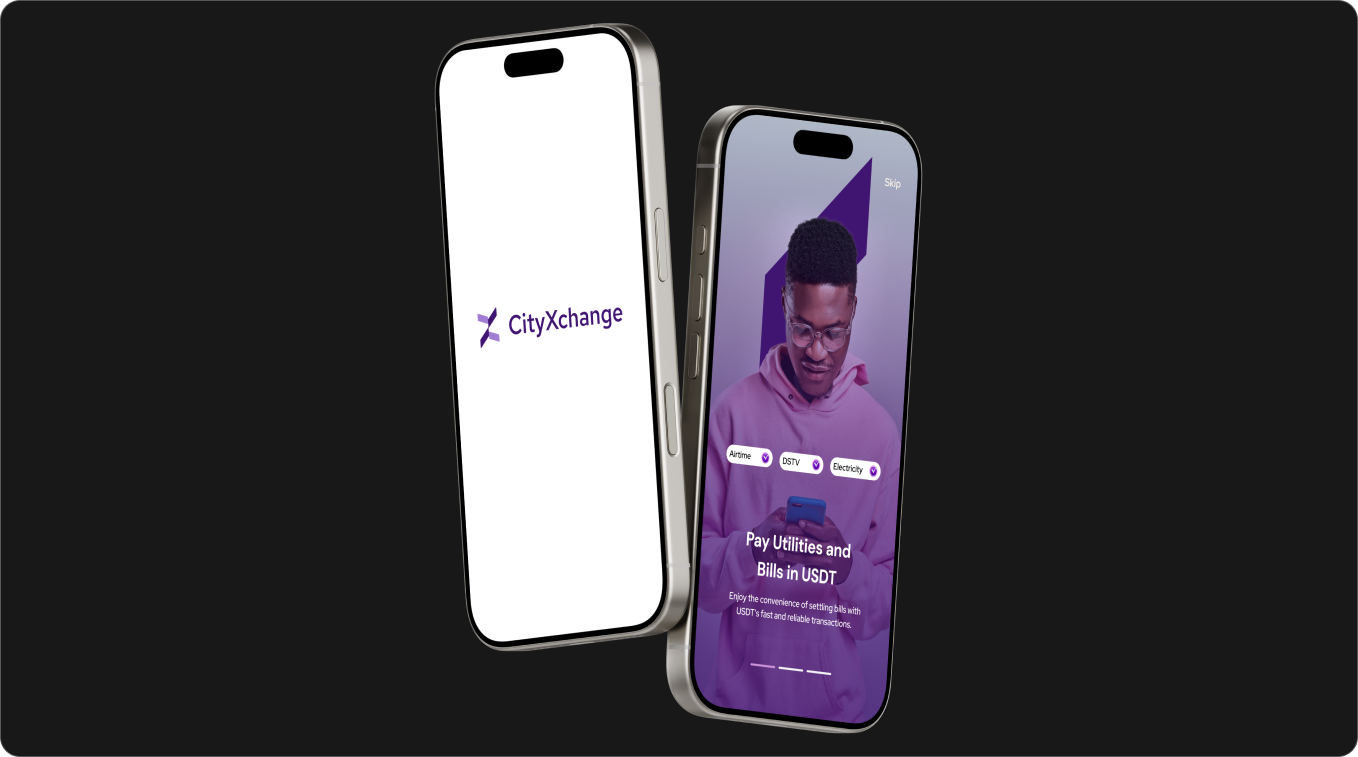 CityXchange
Skip
Airtime
DSTV
Electricity
Pay Utilities and
Bills in USDT
Enjoy the convenience of settling bills with
USDT's fast and reliable transactions.